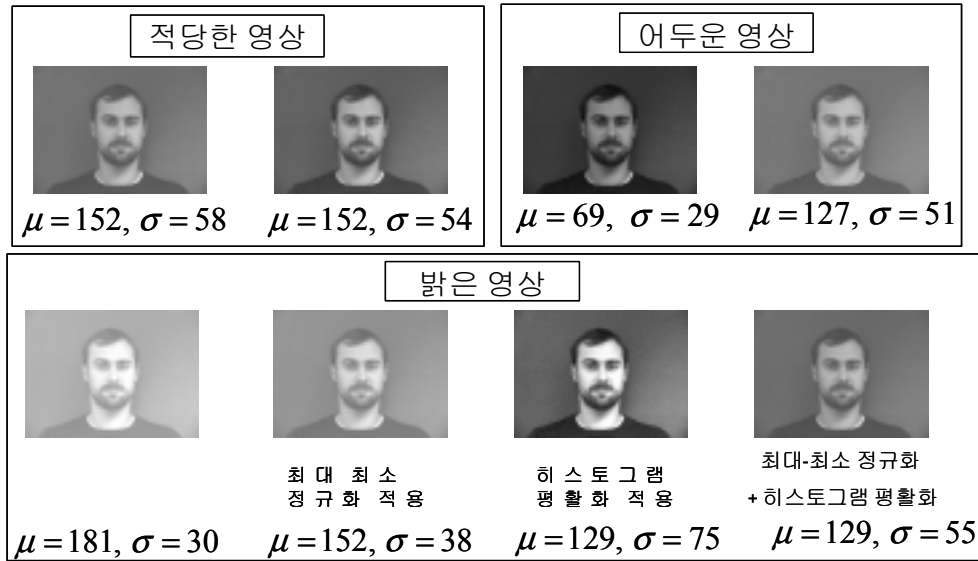 적당한 영상
μ=152, σ=58
μ=152, σ=54
어두운 영상
μ=69, σ=29
μ=127, σ=51
밝은 영상
최 대 최 소
정 규 화 적 용
히 스 토 그 램
평 활 화 적 용
최대-최소 정규화
+ 히스토그램 평활화
μ=181, σ=30
μ=152, σ=38
μ=129, σ=75
μ=129, σ=55